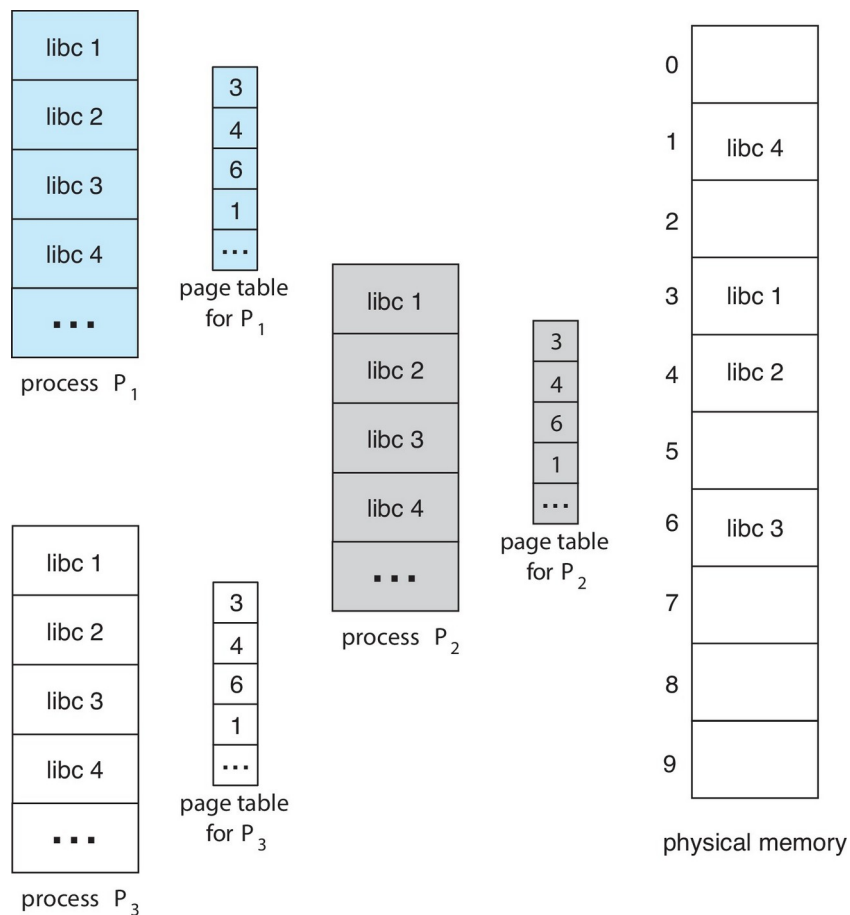 libc 1
libc 2
libc 3
libc 4
...
process P1
3
4
6
1
...
page table
for P1
libc 1
libc 2
libc 3
libc 4
...
process P2
3
4
6
1
...
page table
for P2
libc 1
libc 2
libc 3
libc 4
...
process P3
3
4
6
1
...
page table
for P3
0
1 libc 4
2
3 libc 1
4 libc 2
5
6 libc 3
7
8
9
physical memory